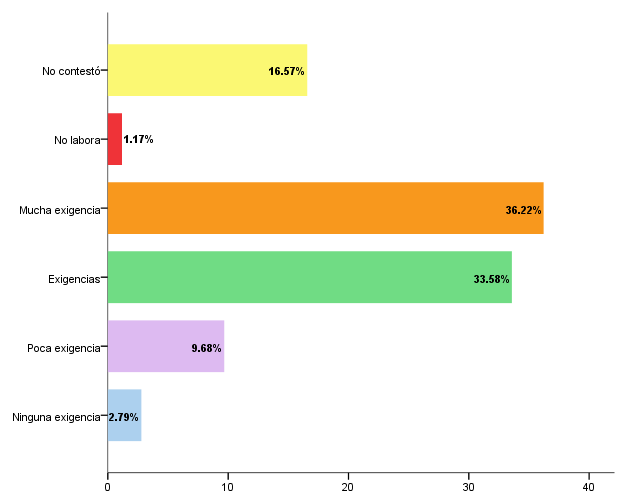 No contestó 16.57%
No labora 1.17%
Mucha exigencia 36.22%
Exigencias 33.58%
Poca exigencia 9.68%
Ninguna exigencia 2.79%
0 10 20 30 40